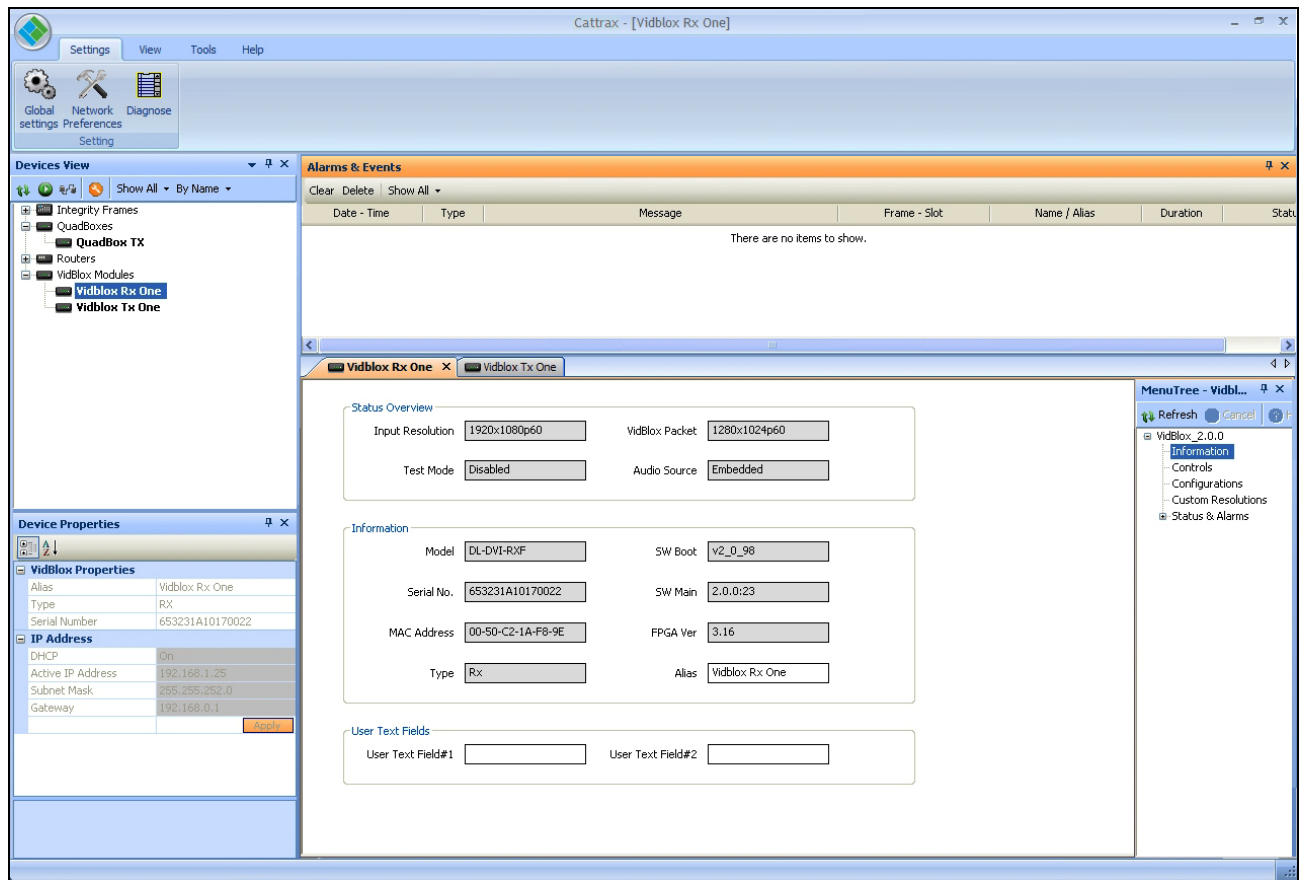 Cattrax - [Vidblox Rx One]
Settings View Tools Help
Global settings
Network Preferences
Diagnose
Setting
Devices View
Show All By Name
Integrity Frames
QuadBoxes
QuadBox TX
Routers
VidBlox Modules
Vidblox Rx One
Vidblox Tx One
Alarms & Events
Clear Delete Show All
Date - Time Type Message Frame - Slot Name / Alias Duration Statu
There are no items to show.
Vidblox Rx One X Vidblox Tx One
Status Overview
Input Resolution 1920x1080p60 VidBlox Packet 1280x1024p60
Test Mode Disabled Audio Source Embedded
Information
Model DL-DVI-RXF SW Boot v2_0_98
Serial No. 653231A10170022 SW Main 2.0.0:23
MAC Address 00-50-C2-1A-F8-9E FPGA Ver 3.16
Type Rx Alias Vidblox Rx One
User Text Fields
User Text Field#1 User Text Field#2
MenuTree - Vidbl...
Refresh Cancel H
VidBlox_2.0.0
Information
Controls
Configurations
Custom Resolutions
Status & Alarms
Device Properties
VidBlox Properties
Alias Vidblox Rx One
Type RX
Serial Number 653231A10170022
IP Address
DHCP On
Active IP Address 192.168.1.25
Subnet Mask 255.255.252.0
Gateway 192.168.0.1
Apply